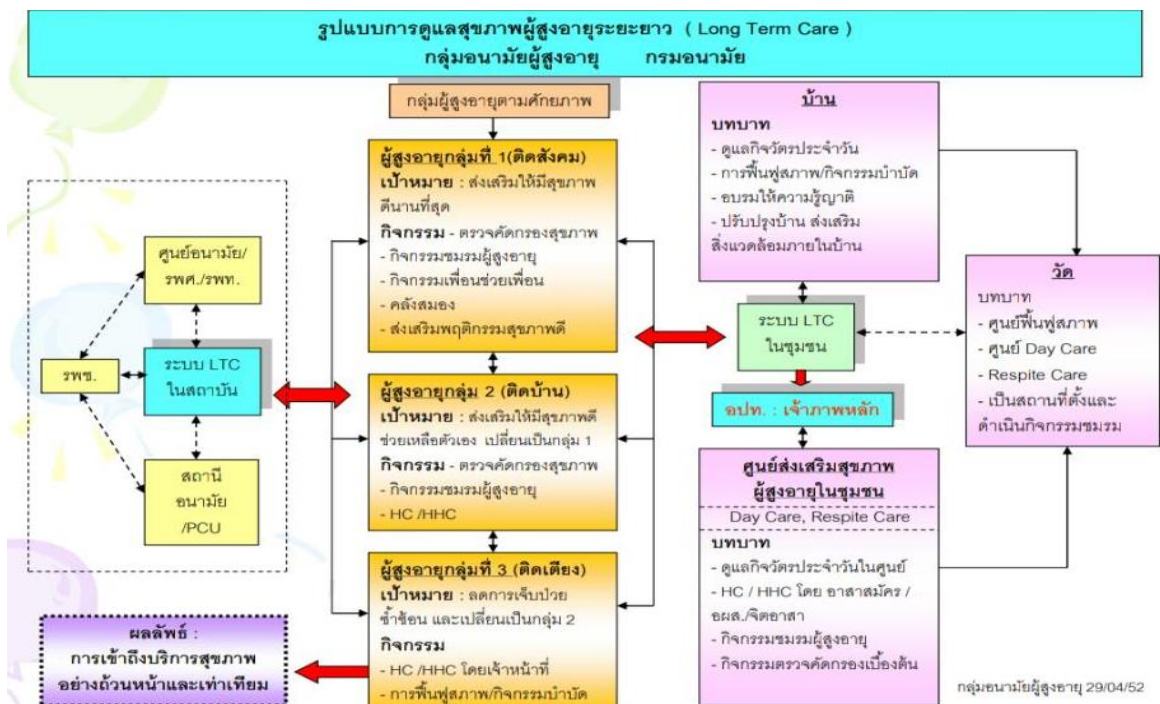 รูปแบบการดูแลสุขภาพผู้สูงอายุระยะยาว ( Long Term Care )
กลุ่มอนามัยผู้สูงอายุ กรมอนามัย
กลุ่มผู้สูงอายุตามศักยภาพ
ผู้สูงอายุกลุ่มที่ 1(ติดสังคม)
เป้าหมาย : ส่งเสริมให้มีสุขภาพ
ดีนานที่สุด
กิจกรรม - ตรวจคัดกรองสุขภาพ
- กิจกรรมชมรมผู้สูงอายุ
- กิจกรรมเพื่อนช่วยเพื่อน
- คลังสมอง
- ส่งเสริมพฤติกรรมสุขภาพดี
ผู้สูงอายุกลุ่ม 2 (ติดบ้าน)
เป้าหมาย : ส่งเสริมให้มีสุขภาพดี
ช่วยเหลือตัวเอง เปลี่ยนเป็นกลุ่ม 1
กิจกรรม - ตรวจคัดกรองสุขภาพ
- กิจกรรมชมรมผู้สูงอายุ
- HC /HHC
ผู้สูงอายุกลุ่มที่ 3 (ติดเตียง)
เป้าหมาย : ลดการเจ็บป่วย
ซ้ำซ้อน และเปลี่ยนเป็นกลุ่ม 2
กิจกรรม
- HC /HHC โดยเจ้าหน้าที่
- การฟื้นฟูสภาพ/กิจกรรมบำบัด
ศูนย์อนามัย/
รพศ./รพท.
รพช.
ระบบ LTC
ในสถาบัน
สถานี
อนามัย
/PCU
ผลลัพธ์ :
การเข้าถึงบริการสุขภาพ
อย่างถ้วนหน้าและเท่าเทียม
บ้าน
บทบาท
- ดูแลกิจวัตรประจำวัน
- การฟื้นฟูสภาพ/กิจกรรมบำบัด
- อบรมให้ความรู้ญาติ
- ปรับปรุงบ้าน ส่งเสริม
สิ่งแวดล้อมภายในบ้าน
ระบบ LTC
ในชุมชน
อปท. : เจ้าภาพหลัก
ศูนย์ส่งเสริมสุขภาพ
ผู้สูงอายุในชุมชน
Day Care, Respite Care
บทบาท
- ดูแลกิจวัตรประจำวันในศูนย์
- HC / HHC โดย อาสาสมัคร /
อผส./จิตอาสา
- กิจกรรมชมรมผู้สูงอายุ
- กิจกรรมตรวจคัดกรองเบื้องต้น
วัด
บทบาท
- ศูนย์ฟื้นฟูสภาพ
- ศูนย์ Day Care
- Respite Care
- เป็นสถานที่ตั้งและ
ดำเนินกิจกรรมชมรม
กลุ่มอนามัยผู้สูงอายุ 29/04/52